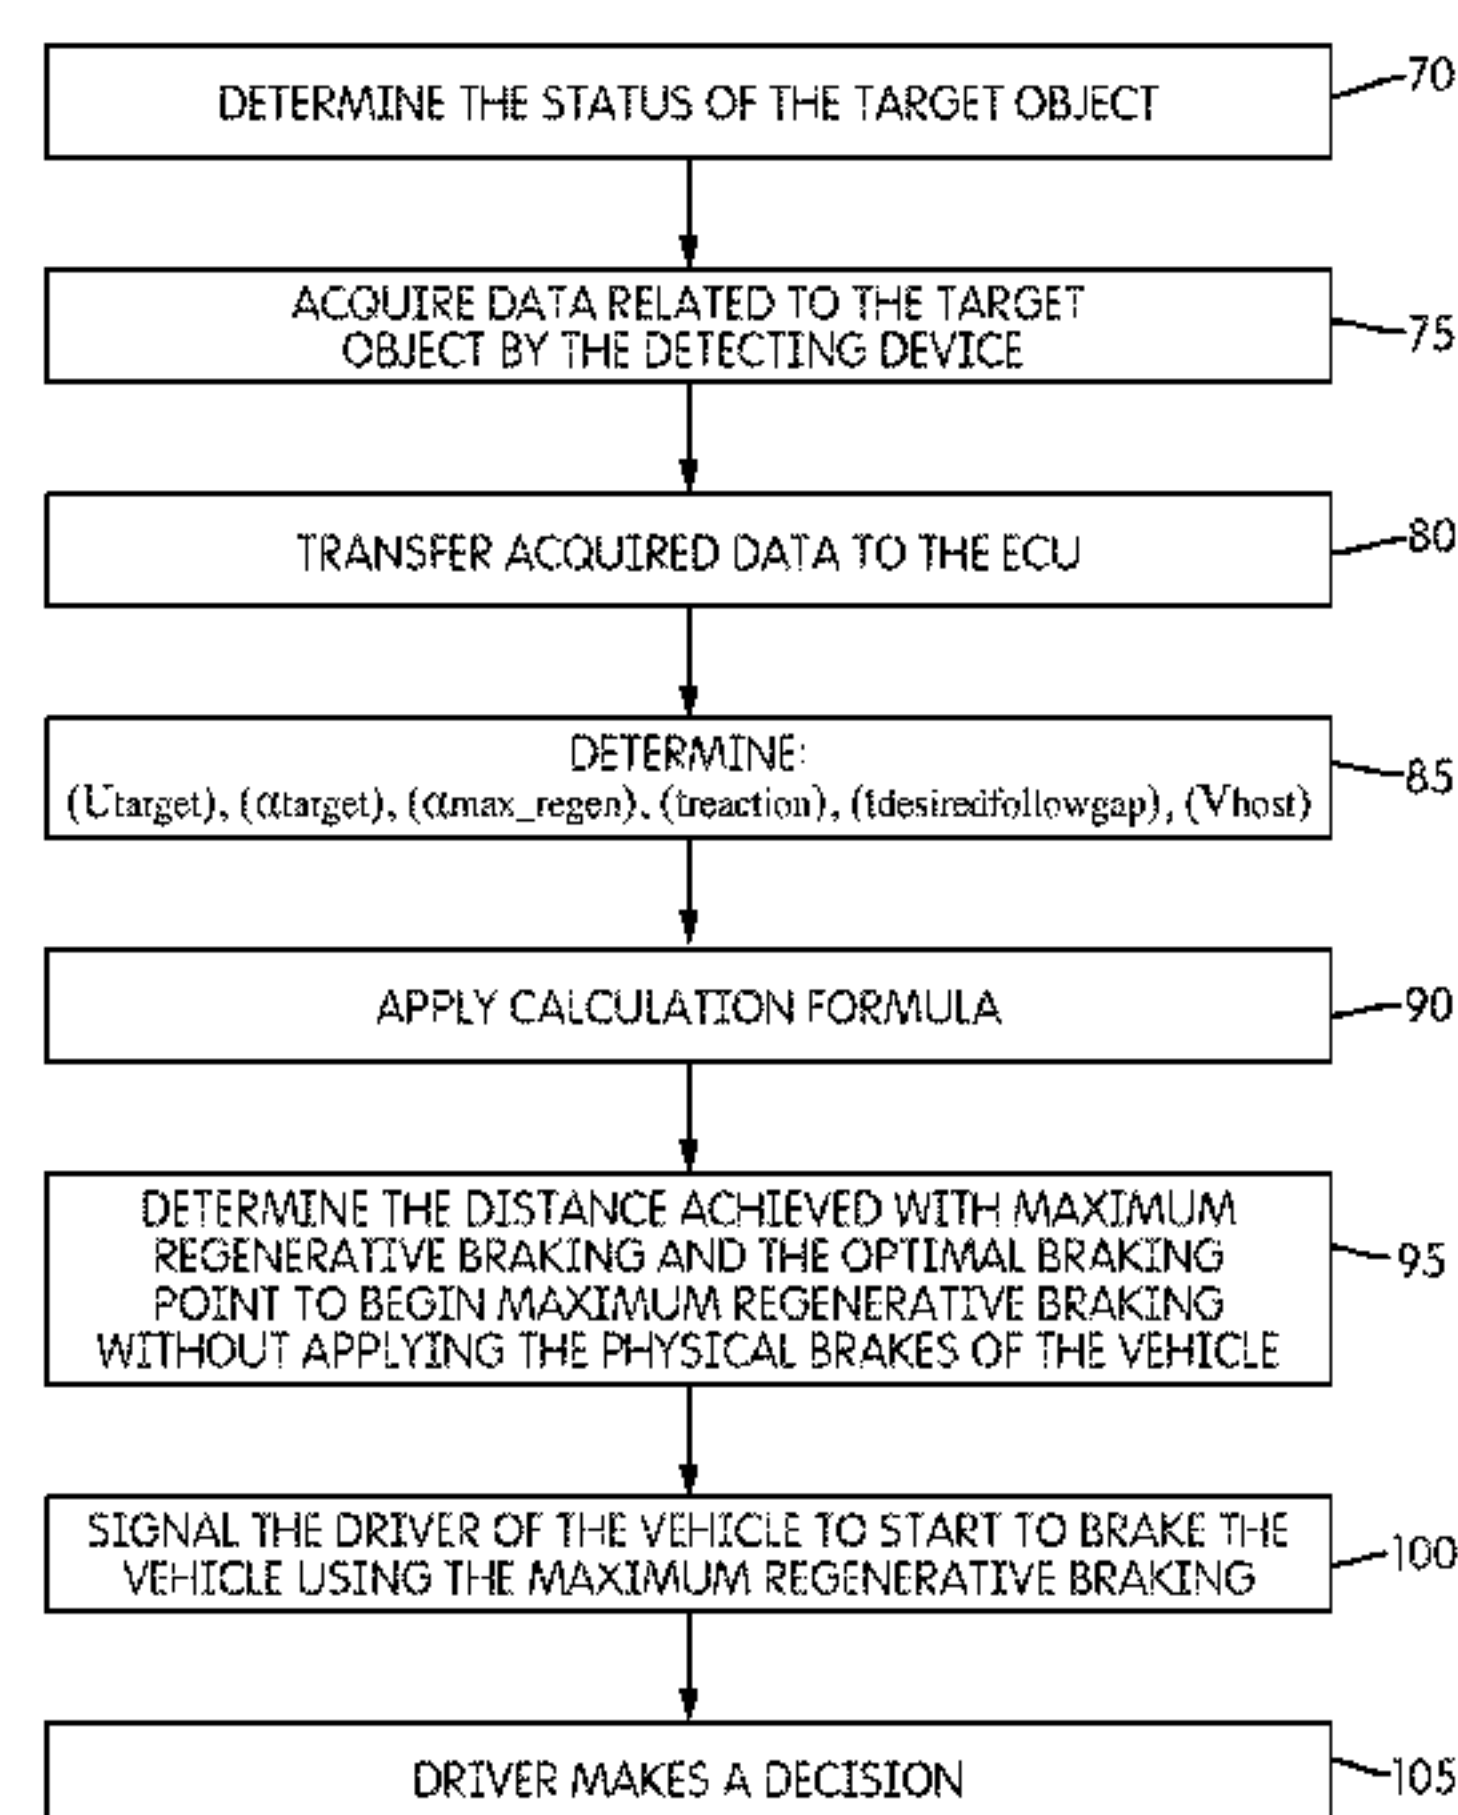 DETERMINE THE STATUS OF THE TARGET OBJECT
70
ACQUIRE DATA RELATED TO THE TARGET
OBJECT BY THE DETECTING DEVICE
75
TRANSFER ACQUIRED DATA TO THE ECU
80
DETERMINE:
(Utarget), (αtarget), (αmax_regen), (treaction), (tdesiredfollowgap), (Vhost)
85
APPLY CALCULATION FORMULA
90
DETERMINE THE DISTANCE ACHIEVED WITH MAXIMUM
REGENERATIVE BRAKING AND THE OPTIMAL BRAKING
POINT TO BEGIN MAXIMUM REGENERATIVE BRAKING
WITHOUT APPLYING THE PHYSICAL BRAKES OF THE VEHICLE
95
SIGNAL THE DRIVER OF THE VEHICLE TO START TO BRAKE THE
VEHICLE USING THE MAXIMUM REGENERATIVE BRAKING
100
DRIVER MAKES A DECISION
105